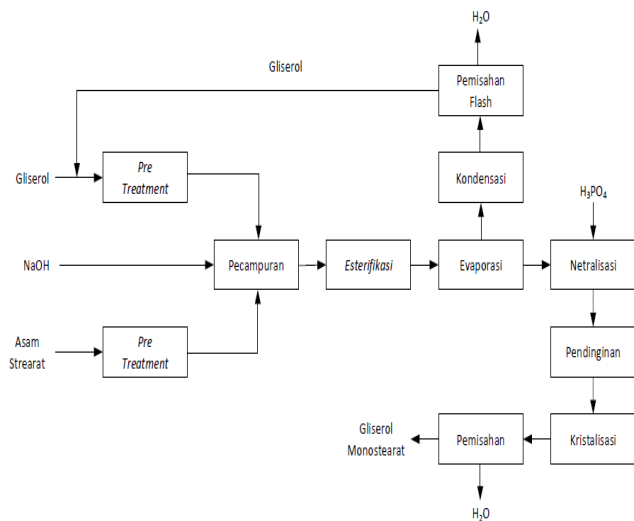 H₂O
Gliserol
Pemisahan
Flash
Gliserol
Pre
Treatment
Kondensasi
H₃PO₄
NaOH
Pecampuran
Esterifikasi
Evaporasi
Netralisasi
Asam
Strearat
Pre
Treatment
Pendinginan
Gliserol
Monostearat
Pemisahan
Kristalisasi
H₂O